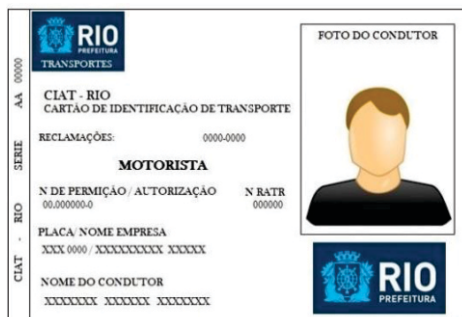 RIO
PREFEITURA
TRANSPORTES
CIAT - RIO
CARTÃO DE IDENTIFICAÇÃO DE TRANSPORTE
RECLAMAÇÕES: 0000-0000
MOTORISTA
N DE PERMIÇÃO / AUTORIZAÇÃO N RATR
00.000000-0 000000
PLACA/ NOME EMPRESA
XXX 0000 / XXXXXXXXX XXXXX
NOME DO CONDUTOR
XXXXXXX XXXXXX XXXXXXX
CIAT - RIO SERIE AA 00000
FOTO DO CONDUTOR
RIO
PREFEITURA